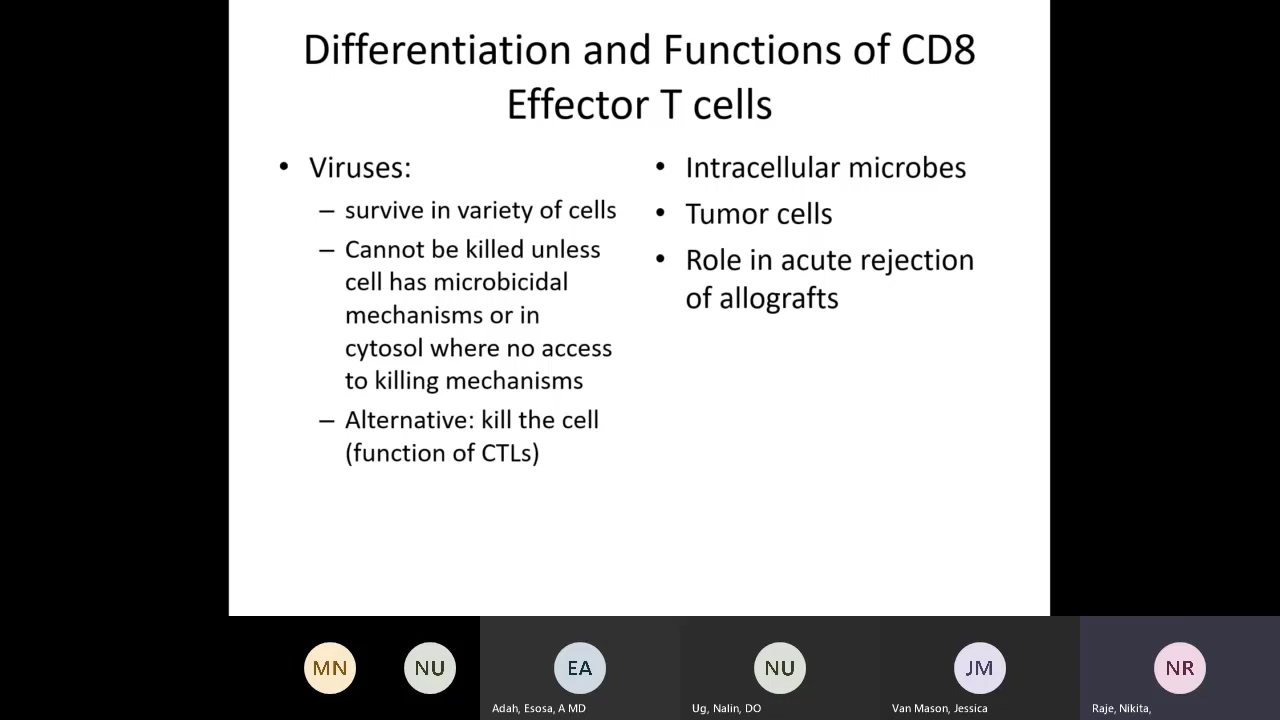 Differentiation and Functions of CD8
Effector T cells
• Viruses:
– survive in variety of cells
– Cannot be killed unless
cell has microbicidal
mechanisms or in
cytosol where no access
to killing mechanisms
– Alternative: kill the cell
(function of CTLs)
• Intracellular microbes
• Tumor cells
• Role in acute rejection
of allografts
MN
NU
EA
NU
JM
NR
Adah, Esosa, A MD
Ug, Nalin, DO
Van Mason, Jessica
Raje, Nikita,